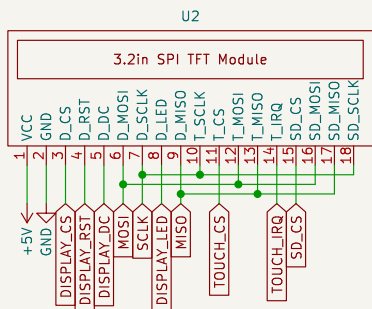 U2
3.2in SPI TFT Module
VCC
GND
D_CS
D_RST
D_DC
D_MOSI
D_SCLK
D_LED
D_MISO
T_SCLK
T_CS
T_MOSI
T_MISO
T_IRQ
SD_CS
SD_MOSI
SD_MISO
SD_SCLK
1 2 3 4 5 6 7 8 9 10 11 12 13 14 15 16 17 18
+5V
GND
DISPLAY_CS
DISPLAY_RST
DISPLAY_DC
MOSI
SCLK
DISPLAY_LED
MISO
TOUCH_CS
TOUCH_IRQ
SD_CS